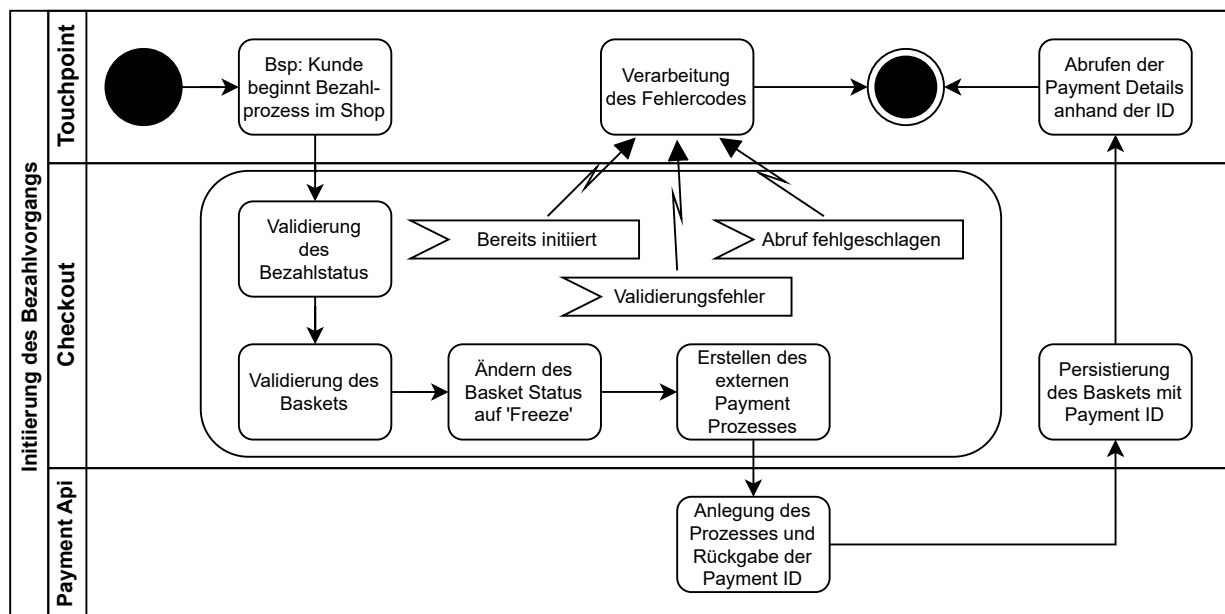 Initiierung des Bezahlvorgangs
Touchpoint
Bsp: Kunde
beginnt Bezahl-
prozess im Shop
Verarbeitung
des Fehlercodes
Abrufen der
Payment Details
anhand der ID
Checkout
Validierung
des
Bezahlstatus
Bereits initiiert
Abruf fehlgeschlagen
Validierungsfehler
Validierung des
Baskets
Ändern des
Basket Status
auf 'Freeze'
Erstellen des
externen
Payment
Prozesses
Persistierung
des Baskets mit
Payment ID
Payment Api
Anlegung des
Prozesses und
Rückgabe der
Payment ID